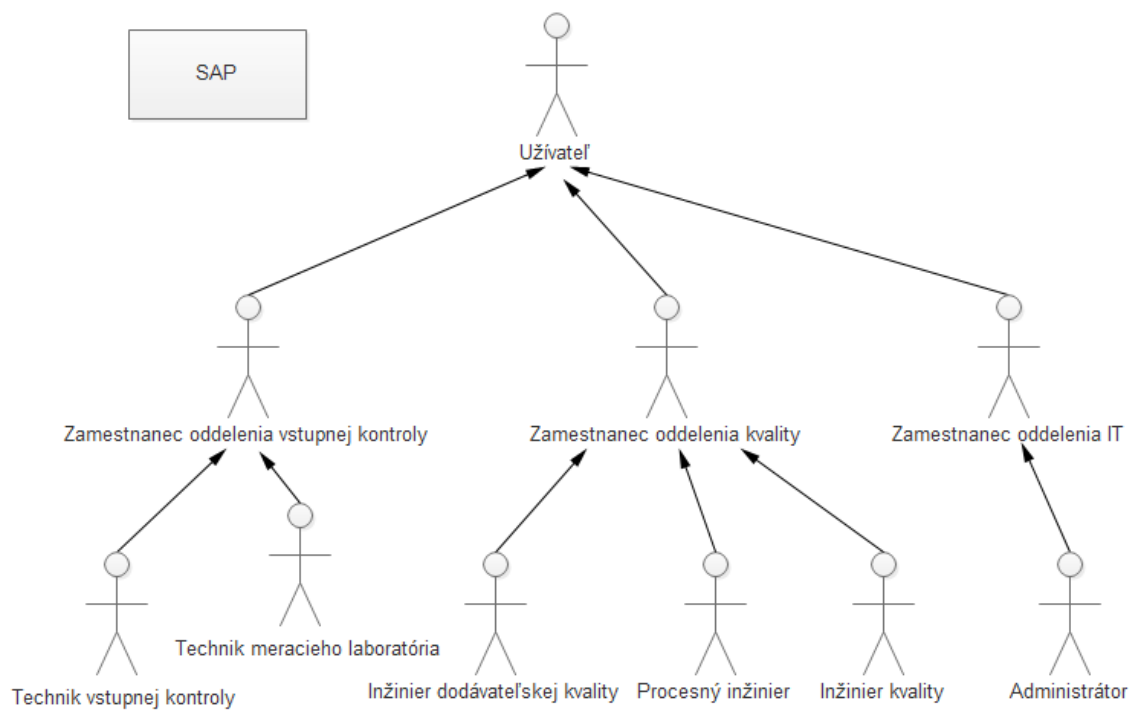 SAP
Užívateľ
Zamestnanec oddelenia vstupnej kontroly
Zamestnanec oddelenia kvality
Zamestnanec oddelenia IT
Technik meracieho laboratória
Technik vstupnej kontroly
Inžinier dodávateľskej kvality
Procesný inžinier
Inžinier kvality
Administrátor